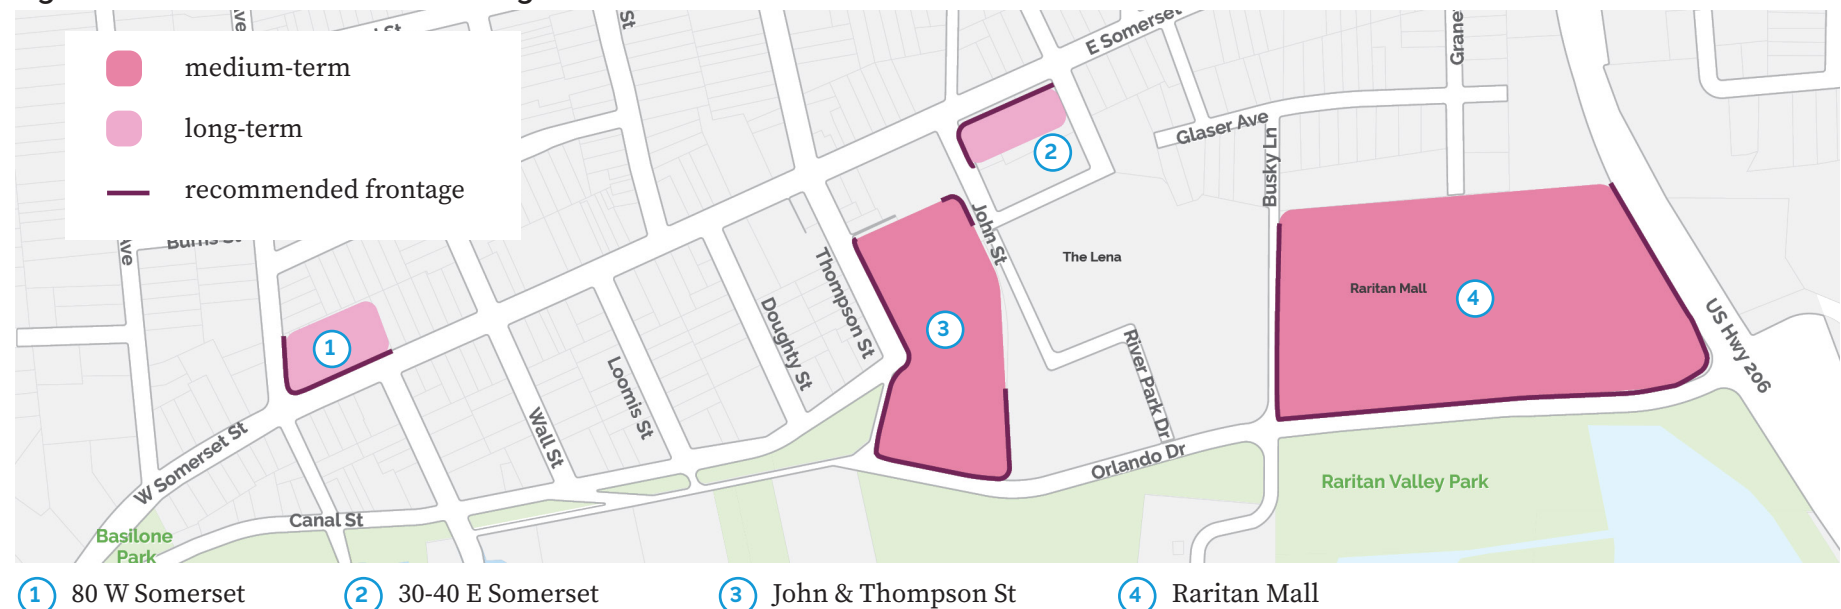 medium-term
long-term
recommended frontage
St
E Somerset
Glaser Ave
Busky Ln
John St
The Lena
Thompson St
Doughty St
Loomis St
Wall St
W Somerset St
Canal St
Basilone
Park
River Park Dr
Orlando Dr
Raritan Mall
US Hwy 206
Raritan Valley Park
1
2
3
4
1 80 W Somerset
2 30-40 E Somerset
3 John & Thompson St
4 Raritan Mall